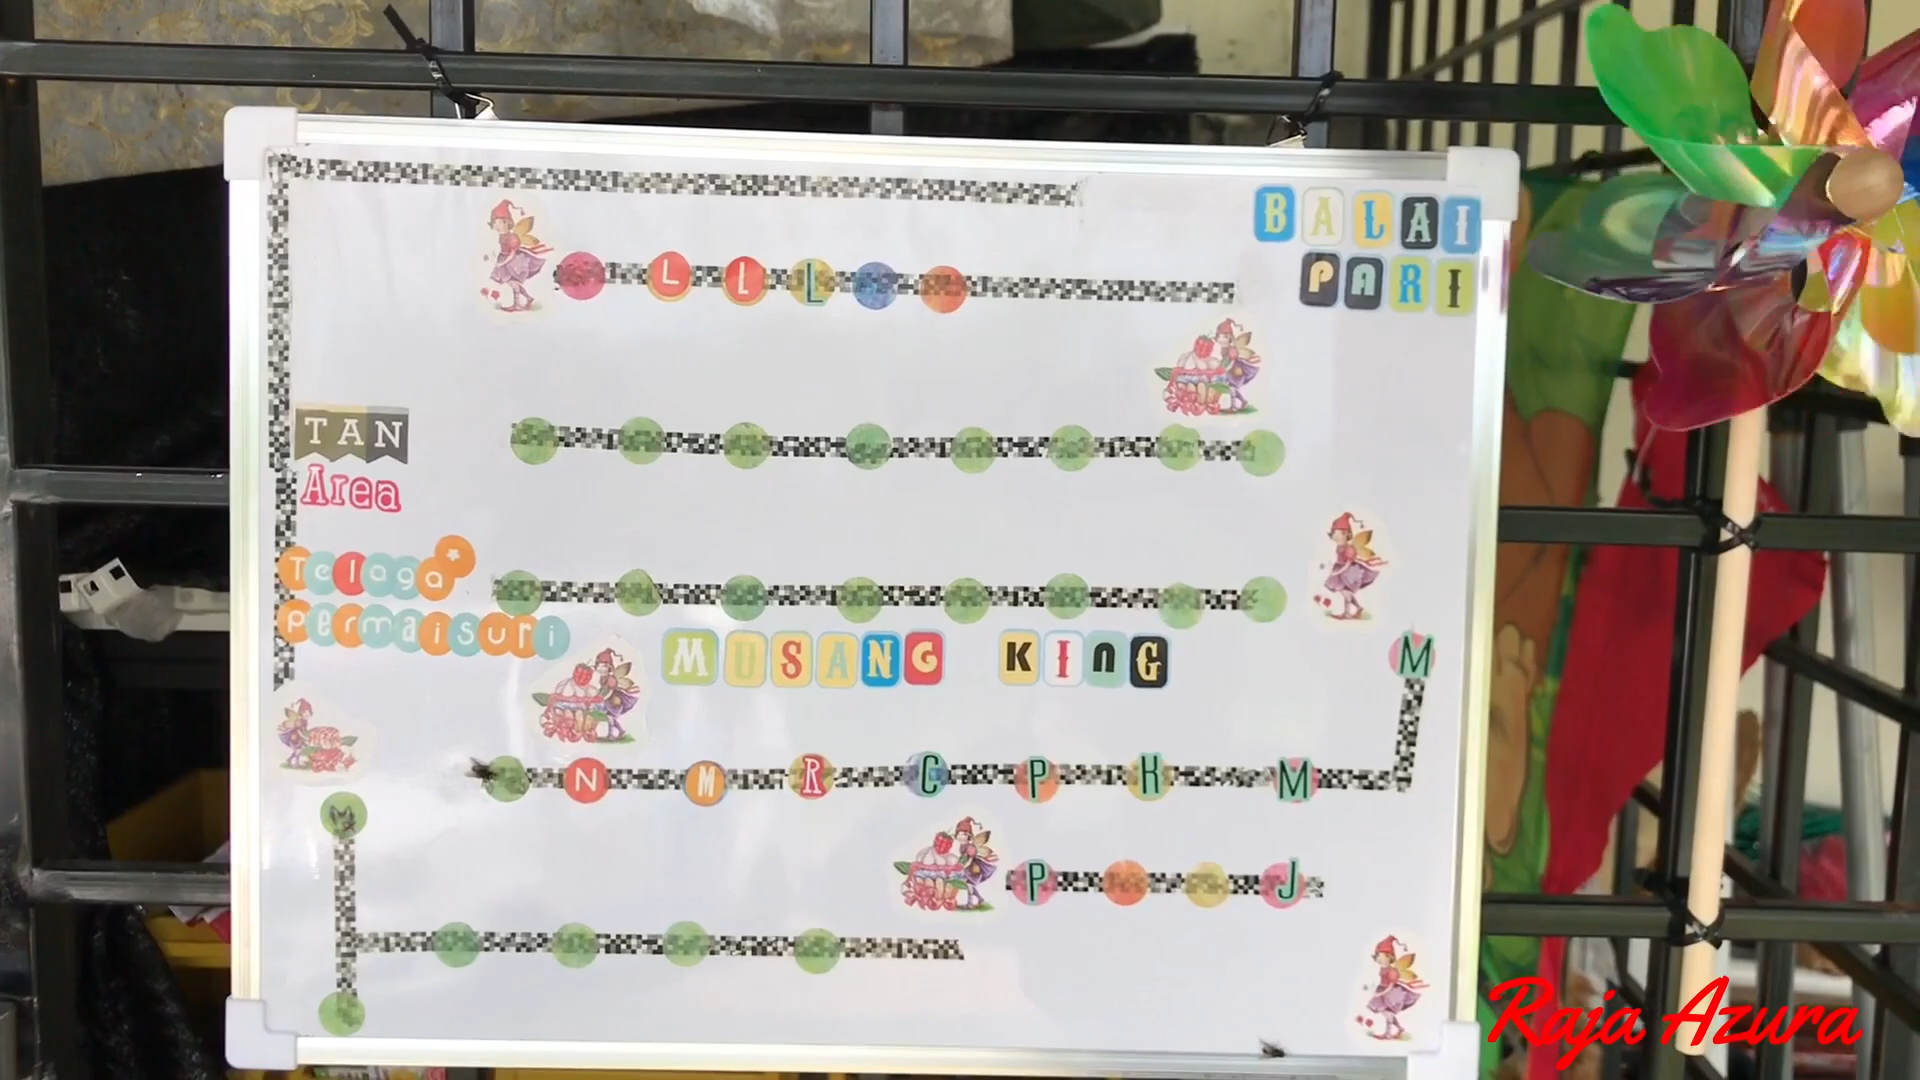 BALAI
PARI
L L L
TAN
Area
Telaga
permaisuri
MUSANG KING
M
N M R C P K M
P J
Raja Azura